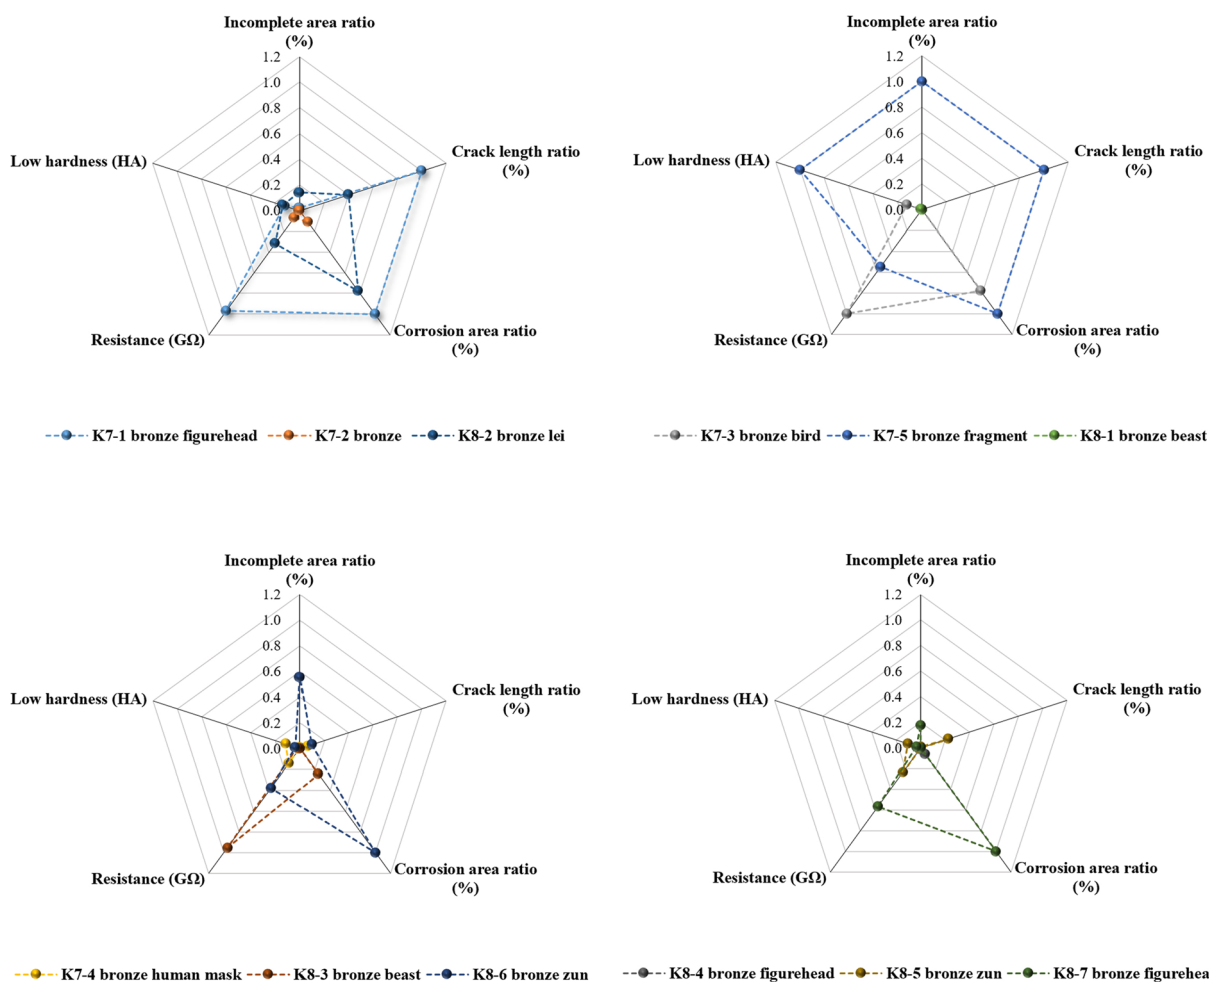 Incomplete area ratio
(%)
1.2
1.0
0.8
0.6
0.4
0.2
0.0
Low hardness (HA)
Crack length ratio
(%)
Resistance (GΩ)
Corrosion area ratio
(%)
K7-1 bronze figurehead K7-2 bronze K8-2 bronze lei
Incomplete area ratio
(%)
1.2
1.0
0.8
0.6
0.4
0.2
0.0
Low hardness (HA)
Crack length ratio
(%)
Resistance (GΩ)
Corrosion area ratio
(%)
K7-3 bronze bird K7-5 bronze fragment K8-1 bronze beast
Incomplete area ratio
(%)
1.2
1.0
0.8
0.6
0.4
0.2
0.0
Low hardness (HA)
Crack length ratio
(%)
Resistance (GΩ)
Corrosion area ratio
(%)
K7-4 bronze human mask K8-3 bronze beast K8-6 bronze zun
Incomplete area ratio
(%)
1.2
1.0
0.8
0.6
0.4
0.2
0.0
Low hardness (HA)
Crack length ratio
(%)
Resistance (GΩ)
Corrosion area ratio
(%)
K8-4 bronze figurehead K8-5 bronze zun K8-7 bronze figurehea